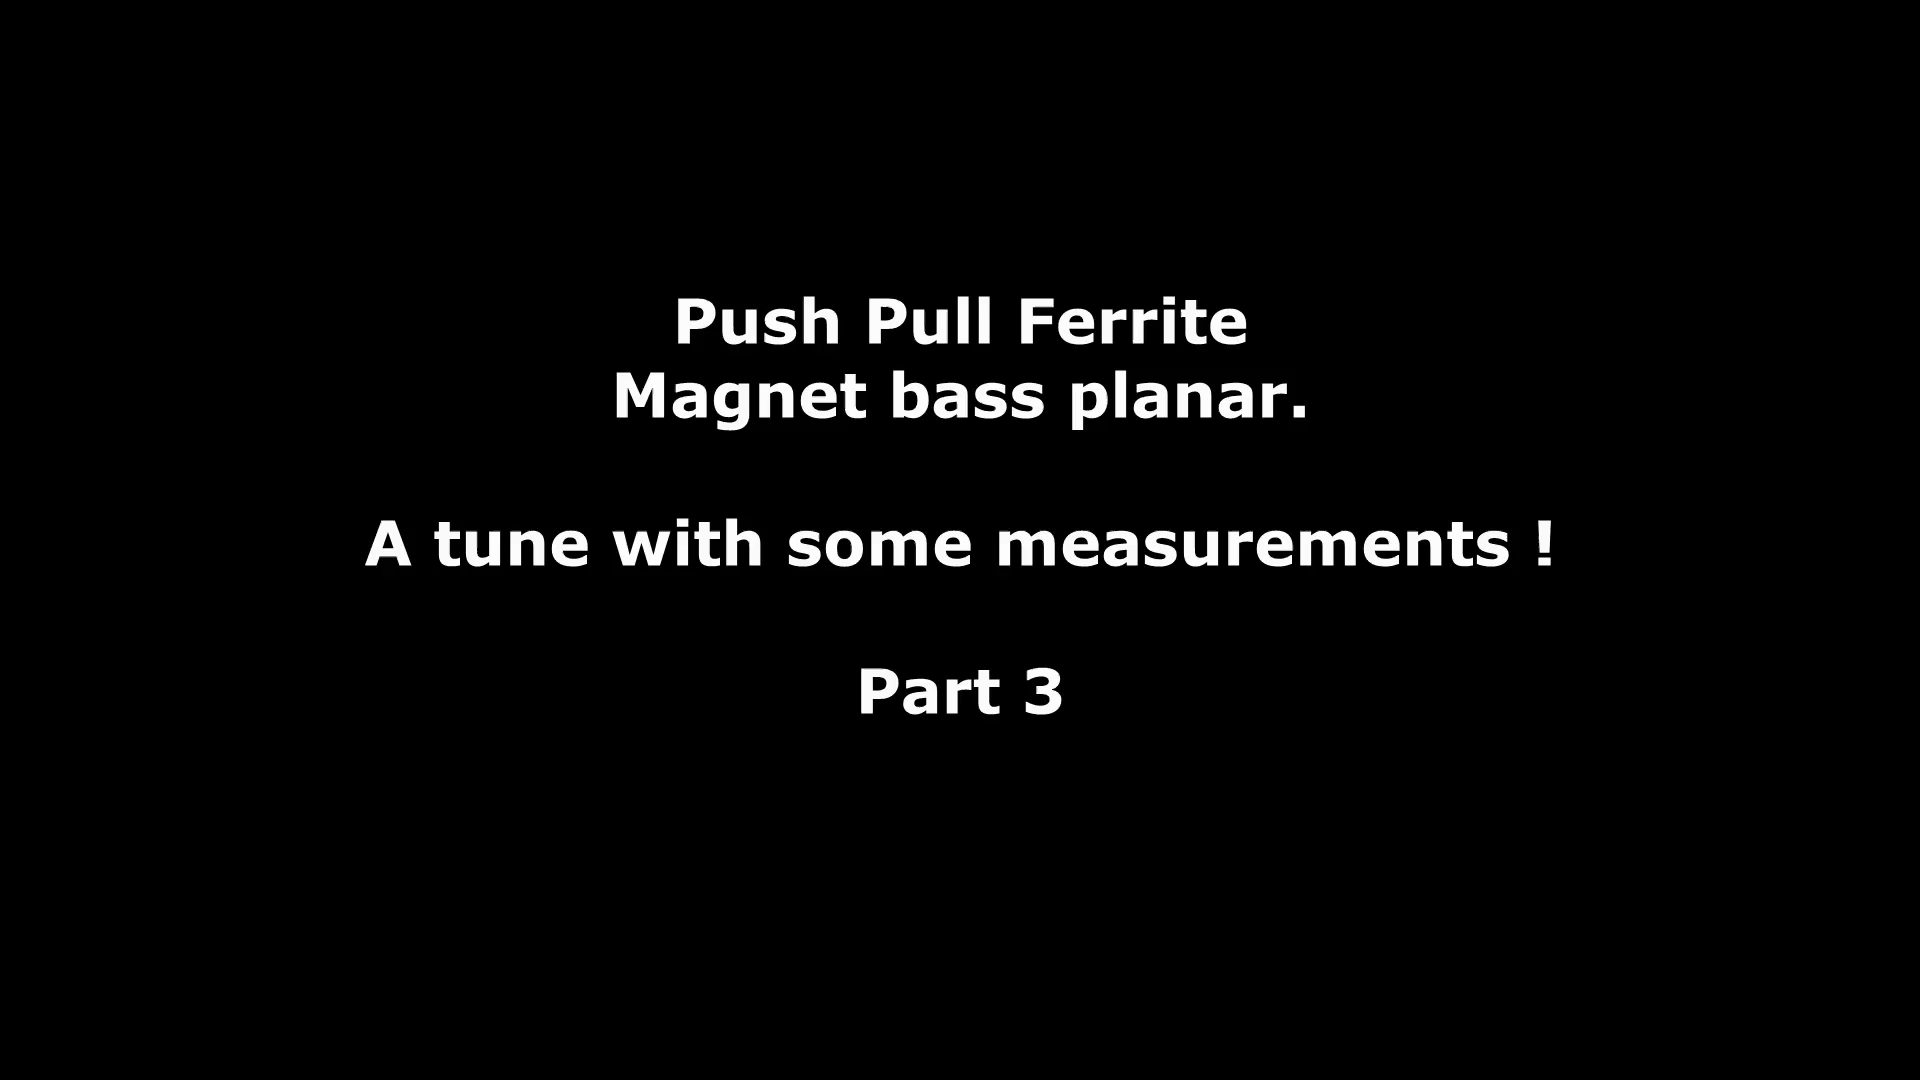 Push Pull Ferrite
Magnet bass planar.
A tune with some measurements !
Part 3